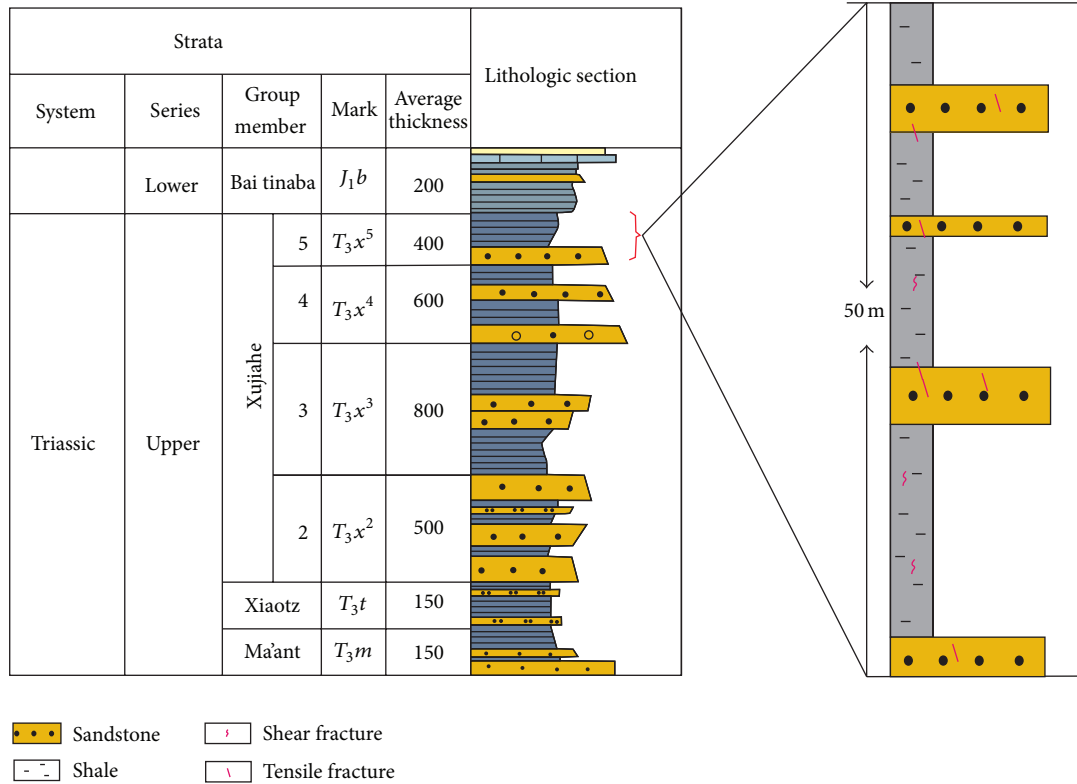 Strata
Lithologic section
System
Series
Group member
Mark
Average thickness
Lower
Bai tinaba
J₁b
200
Triassic
Upper
Xujiahe
5
T₃x⁵
400
4
T₃x⁴
600
3
T₃x³
800
2
T₃x²
500
Xiaotz
T₃t
150
Ma'ant
T₃m
150
50 m
Sandstone
Shear fracture
Shale
Tensile fracture